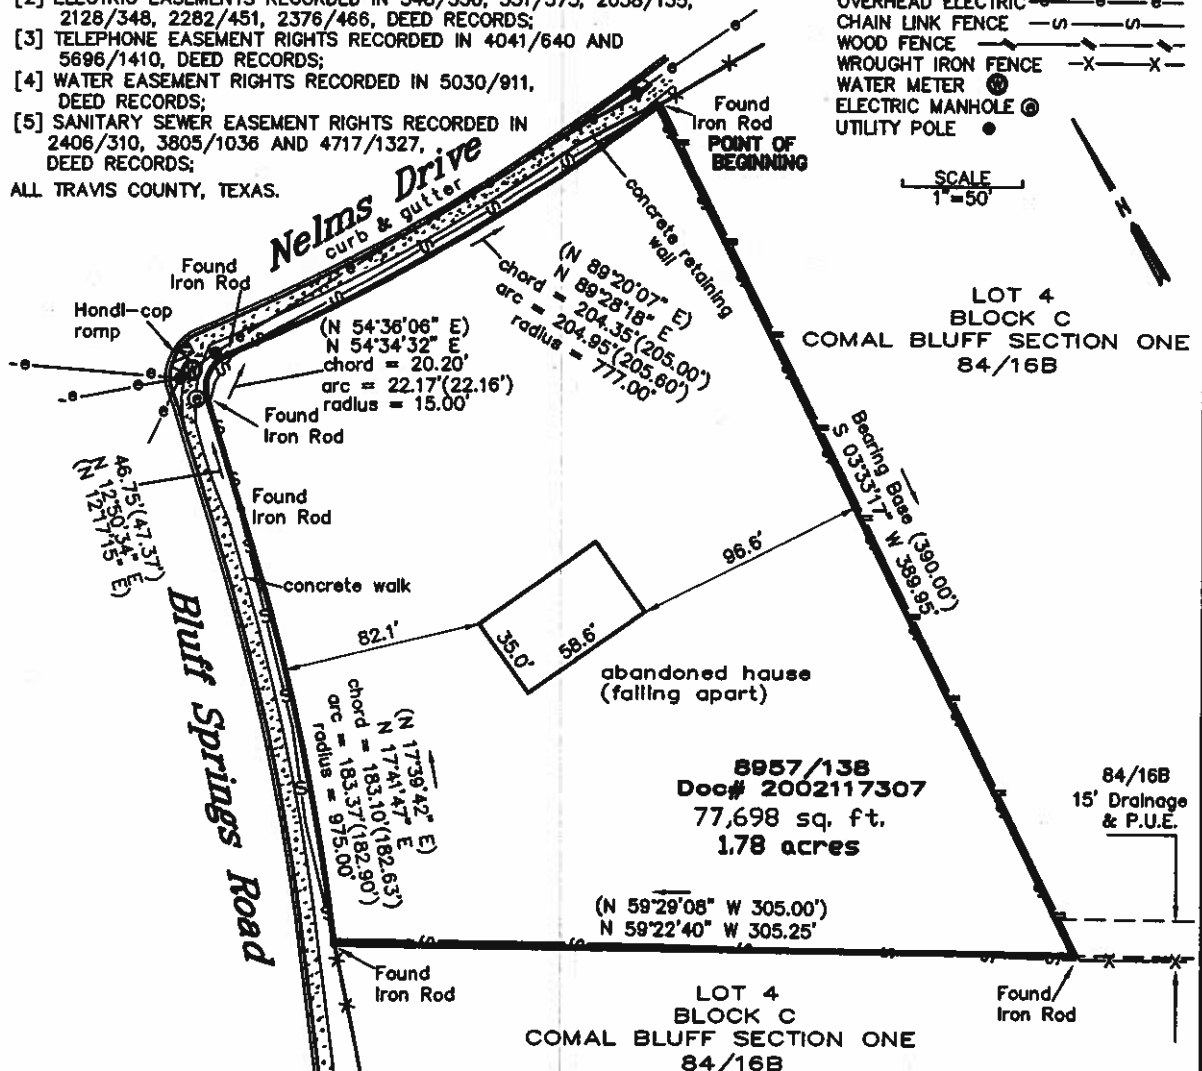 [2] ELECTRIC EASEMENTS RECORDED IN
2128/348, 2282/451, 2376/466, DEED RECORDS;
[3] TELEPHONE EASEMENT RIGHTS RECORDED IN 4041/640 AND
5696/1410, DEED RECORDS;
[4] WATER EASEMENT RIGHTS RECORDED IN 5030/911,
DEED RECORDS;
[5] SANITARY SEWER EASEMENT RIGHTS RECORDED IN
2406/310, 3805/1036 AND 4717/1327,
DEED RECORDS;
ALL TRAVIS COUNTY, TEXAS.
OVERHEAD ELECTRIC
CHAIN LINK FENCE
WOOD FENCE
WROUGHT IRON FENCE
WATER METER
ELECTRIC MANHOLE
UTILITY POLE
SCALE
1"=50'
N
Found
Iron Rod
POINT OF
BEGINNING
Nelms Drive
curb & gutter
concrete retaining
wall
Found
Iron Rod
Handi-cap
ramp
(N 89°20'07" E)
N 89°28'18" E
chord = 204.35'(205.00')
arc = 204.95'(205.60')
radius = 777.00'
(N 54°36'06" E)
N 54°34'32" E
chord = 20.20'
arc = 22.17'(22.16')
radius = 15.00'
Found
Iron Rod
LOT 4
BLOCK C
COMAL BLUFF SECTION ONE
84/16B
Bearing Base (390.00')
S 03°33'17" W 389.95'
46.75'(47.37')
N 12°50'34" E
(N 12°17'15" E)
Found
Iron Rod
concrete walk
Bluff Springs Road
82.1'
96.6'
35.0'
58.6'
abandoned hause
(falling apart)
(N 17°39'42" E)
N 17°41'47" E
chord = 183.10'(182.63')
arc = 183.37'(182.90')
radius = 975.00'
8957/138
Doc# 2002117307
77,698 sq. ft.
1.78 acres
84/16B
15' Drainage
& P.U.E.
(N 59°29'08" W 305.00')
N 59°22'40" W 305.25'
Found
Iron Rod
Found
Iron Rod
LOT 4
BLOCK C
COMAL BLUFF SECTION ONE
84/16B